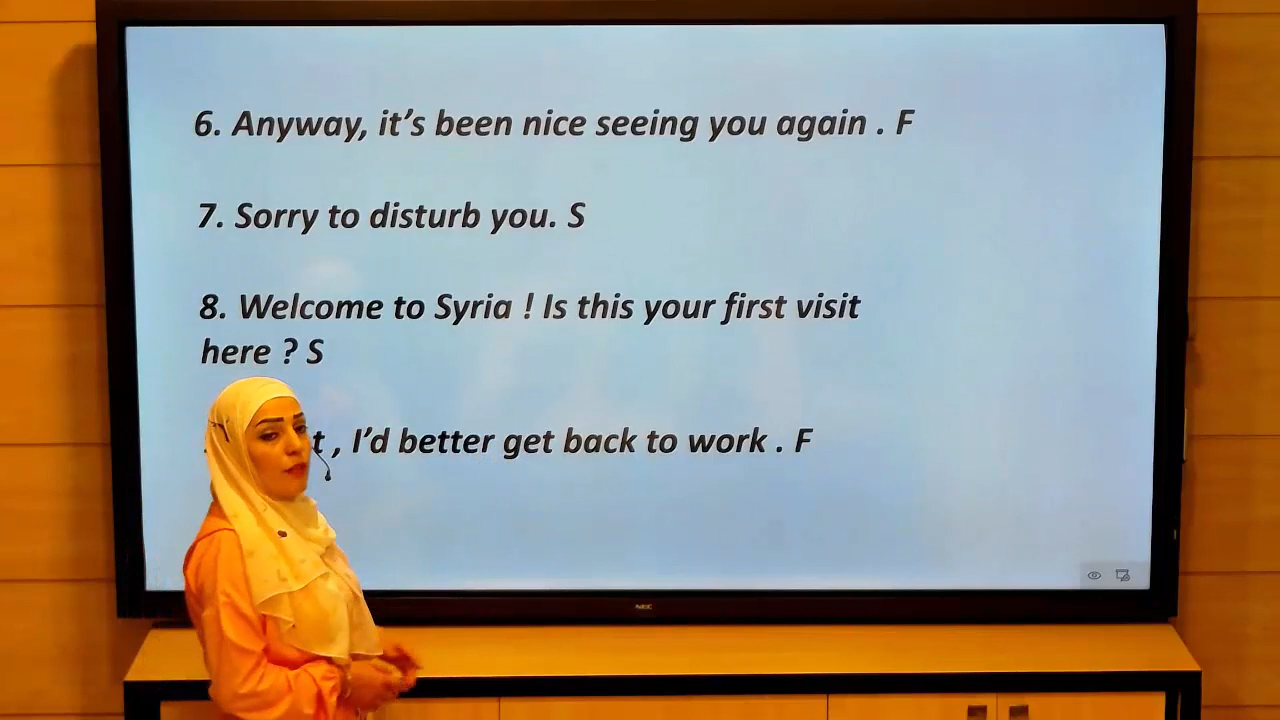 6. Anyway, it's been nice seeing you again . F
7. Sorry to disturb you. S
8. Welcome to Syria ! Is this your first visit
here ? S
, I'd better get back to work . F
NEC